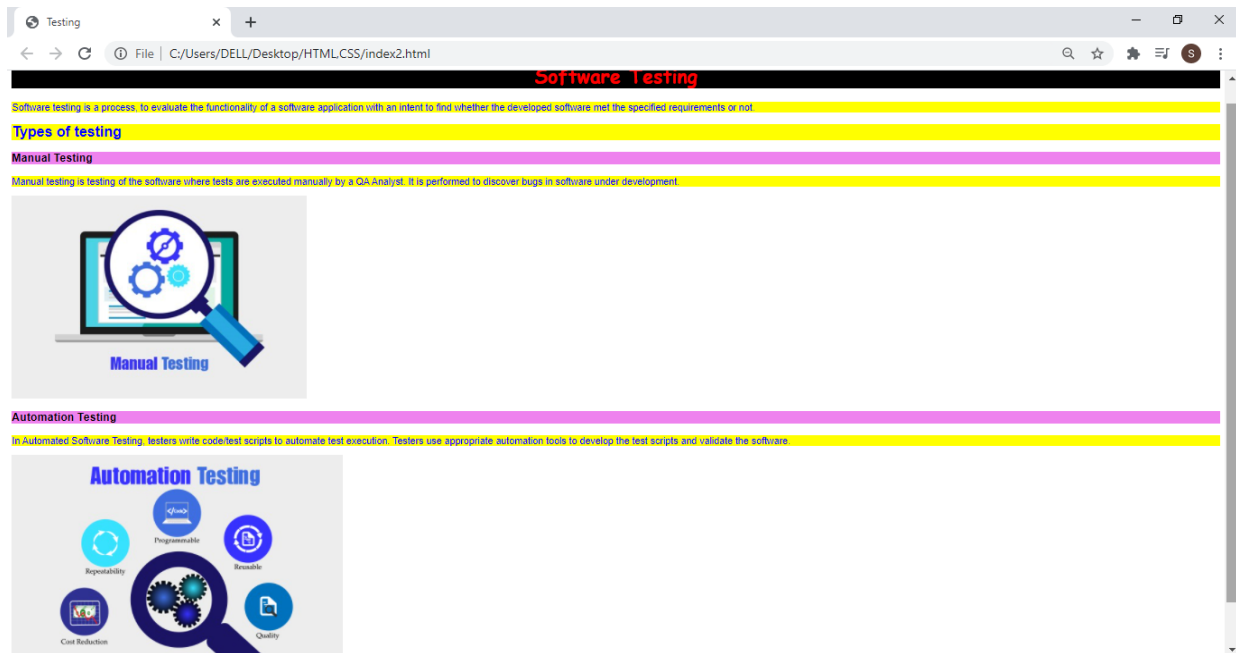 Testing
File | C:/Users/DELL/Desktop/HTML,CSS/index2.html
S
Software Testing
Software testing is a process, to evaluate the functionality of a software application with an intent to find whether the developed software met the specified requirements or not.
Types of testing
Manual Testing
Manual testing is testing of the software where tests are executed manually by a QA Analyst. It is performed to discover bugs in software under development.
Manual Testing
Automation Testing
In Automated Software Testing, testers write code/test scripts to automate test execution. Testers use appropriate automation tools to develop the test scripts and validate the software.
Automation Testing
Programmable
Repeatability
Reusable
Cost Reduction
Quality